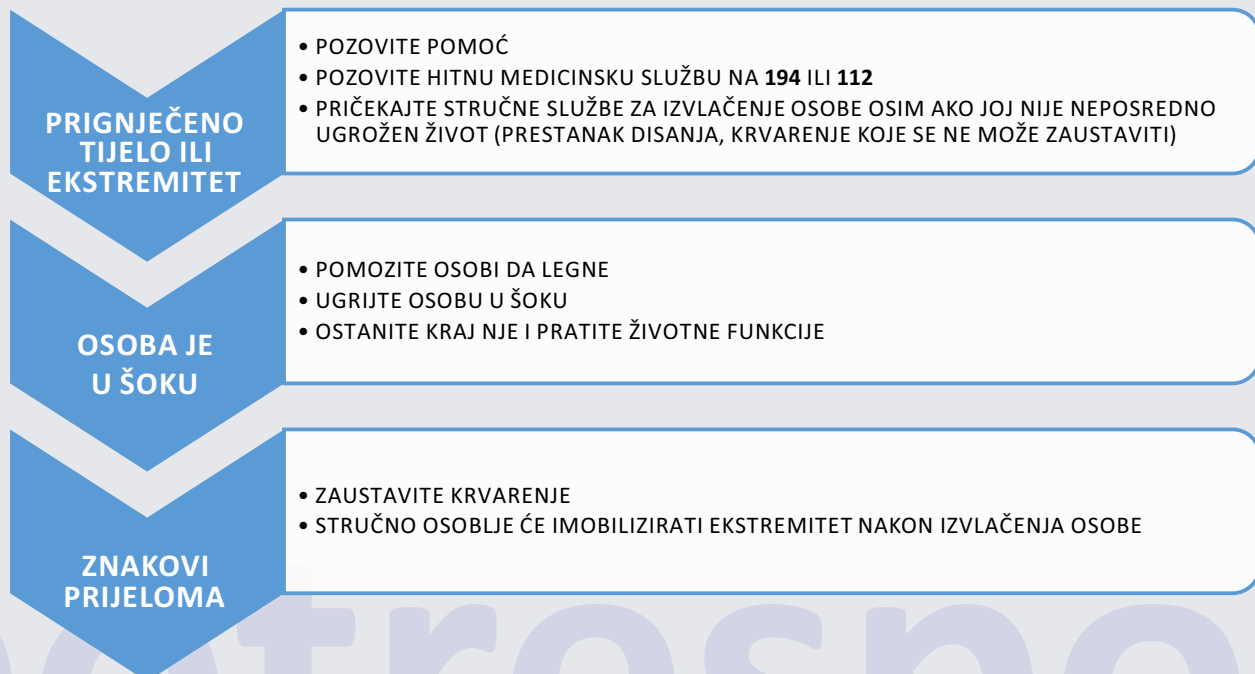 PRIGNJEČENO
TIJELO ILI
EKSTREMITET
• POZOVITE POMOĆ
• POZOVITE HITNU MEDICINSKU SLUŽBU NA 194 ILI 112
• PRIČEKAJTE STRUČNE SLUŽBE ZA IZVLAČENJE OSOBE OSIM AKO JOJ NIJE NEPOSREDNO
UGROŽEN ŽIVOT (PRESTANAK DISANJA, KRVARENJE KOJE SE NE MOŽE ZAUSTAVITI)
OSOBA JE
U ŠOKU
• POMOZITE OSOBI DA LEGNE
• UGRIJTE OSOBU U ŠOKU
• OSTANITE KRAJ NJE I PRATITE ŽIVOTNE FUNKCIJE
ZNAKOVI
PRIJELOMA
• ZAUSTAVITE KRVARENJE
• STRUČNO OSOBLJE ĆE IMOBILIZIRATI EKSTREMITET NAKON IZVLAČENJA OSOBE